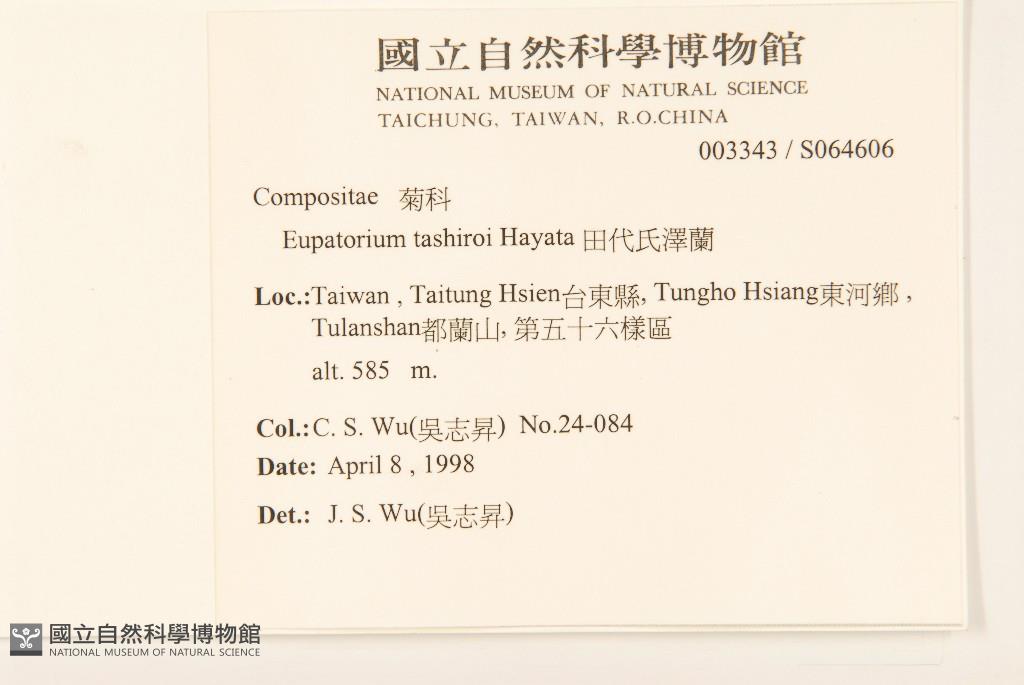 國立自然科學博物館
NATIONAL MUSEUM OF NATURAL SCIENCE
TAICHUNG, TAIWAN, R.O.CHINA
003343 / S064606
Compositae 菊科
Eupatorium tashiroi Hayata 田代氏澤蘭
Loc.:Taiwan , Taitung Hsien台東縣, Tungho Hsiang東河鄉 ,
Tulanshan都蘭山, 第五十六樣區
alt. 585 m.
Col.:C. S. Wu(吳志昇) No.24-084
Date: April 8 , 1998
Det.: J. S. Wu(吳志昇)
國立自然科學博物館
NATIONAL MUSEUM OF NATURAL SCIENCE